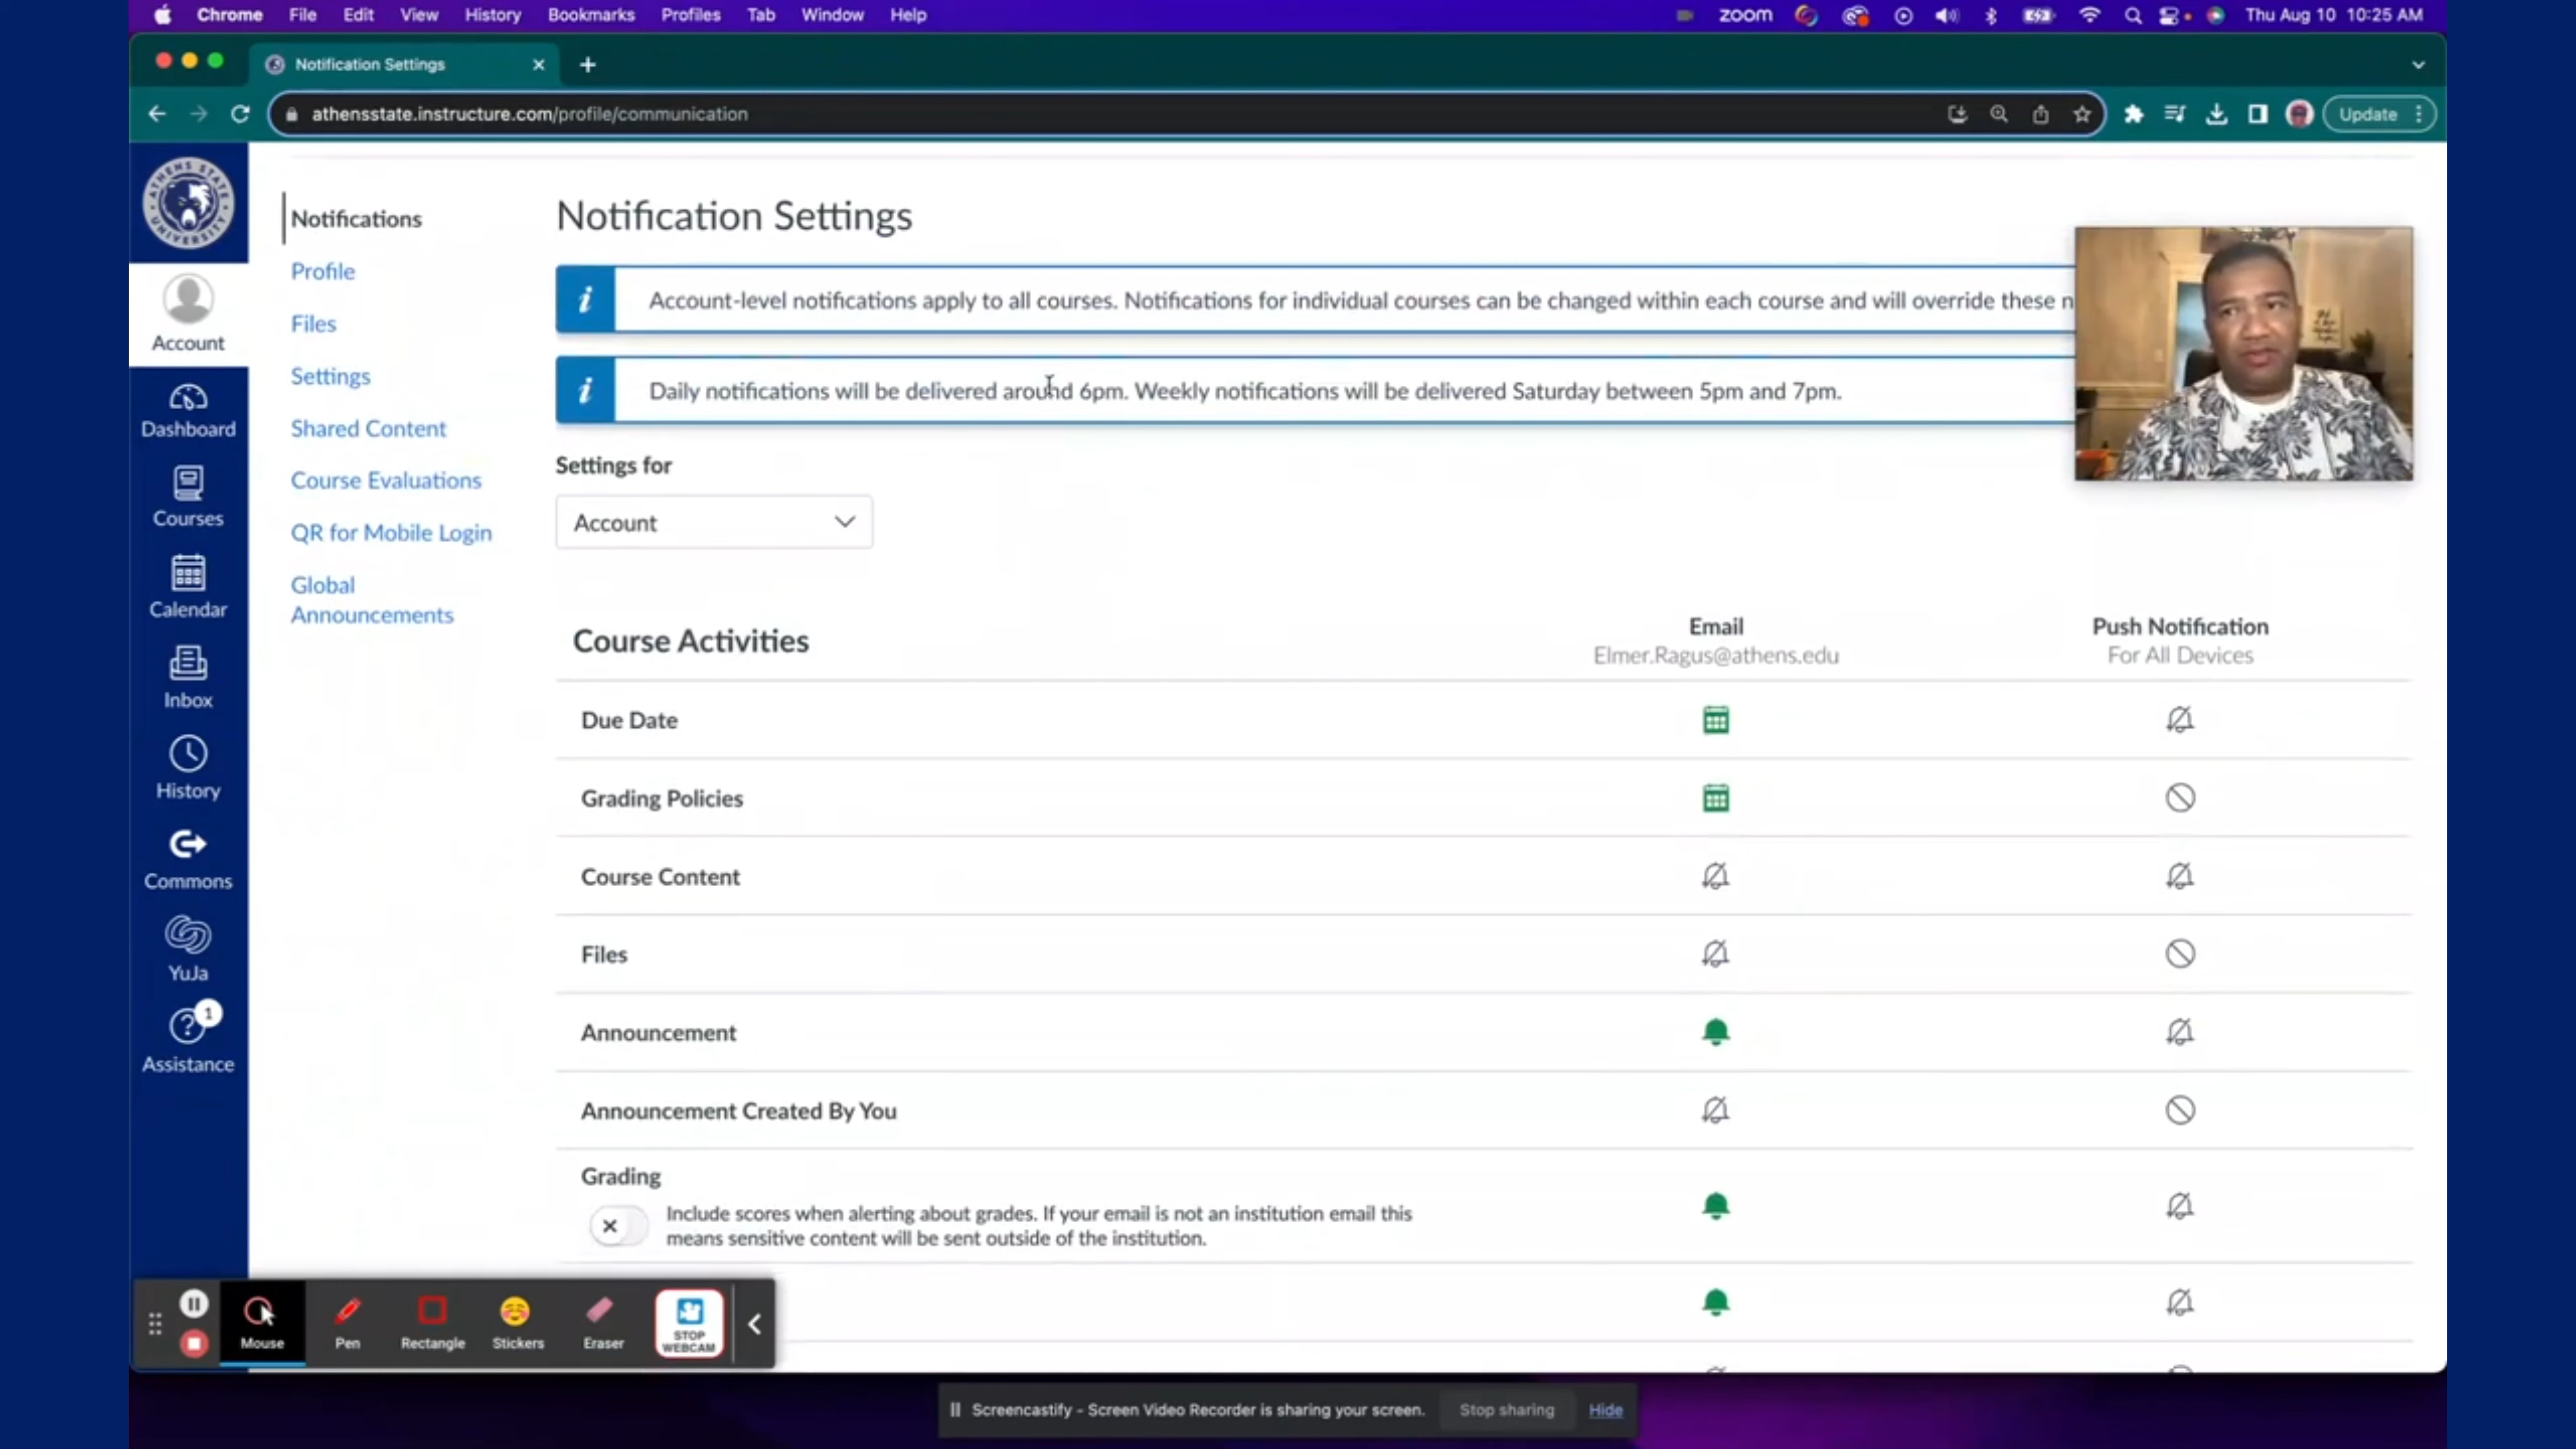 Chrome File Edit View History Bookmarks Profiles Tab Window Help zoom Thu Aug 10 10:25 AM
Notification Settings
athensstate.instructure.com/profile/communication
Update
ATHENS STATE
UNIVERSITY
Account
Dashboard
Courses
Calendar
Inbox
History
Commons
YuJa
1
Assistance
Notifications
Profile
Files
Settings
Shared Content
Course Evaluations
QR for Mobile Login
Global
Announcements
Notification Settings
Account-level notifications apply to all courses. Notifications for individual courses can be changed within each course and will override these n
Daily notifications will be delivered around 6pm. Weekly notifications will be delivered Saturday between 5pm and 7pm.
Settings for
Account
Course Activities
Email
Elmer.Ragus@athens.edu
Push Notification
For All Devices
Due Date
Grading Policies
Course Content
Files
Announcement
Announcement Created By You
Grading
Include scores when alerting about grades. If your email is not an institution email this
means sensitive content will be sent outside of the institution.
Mouse Pen Rectangle Stickers Eraser STOP
WEBCAM
Screencastify - Screen Video Recorder is sharing your screen. Stop sharing Hide